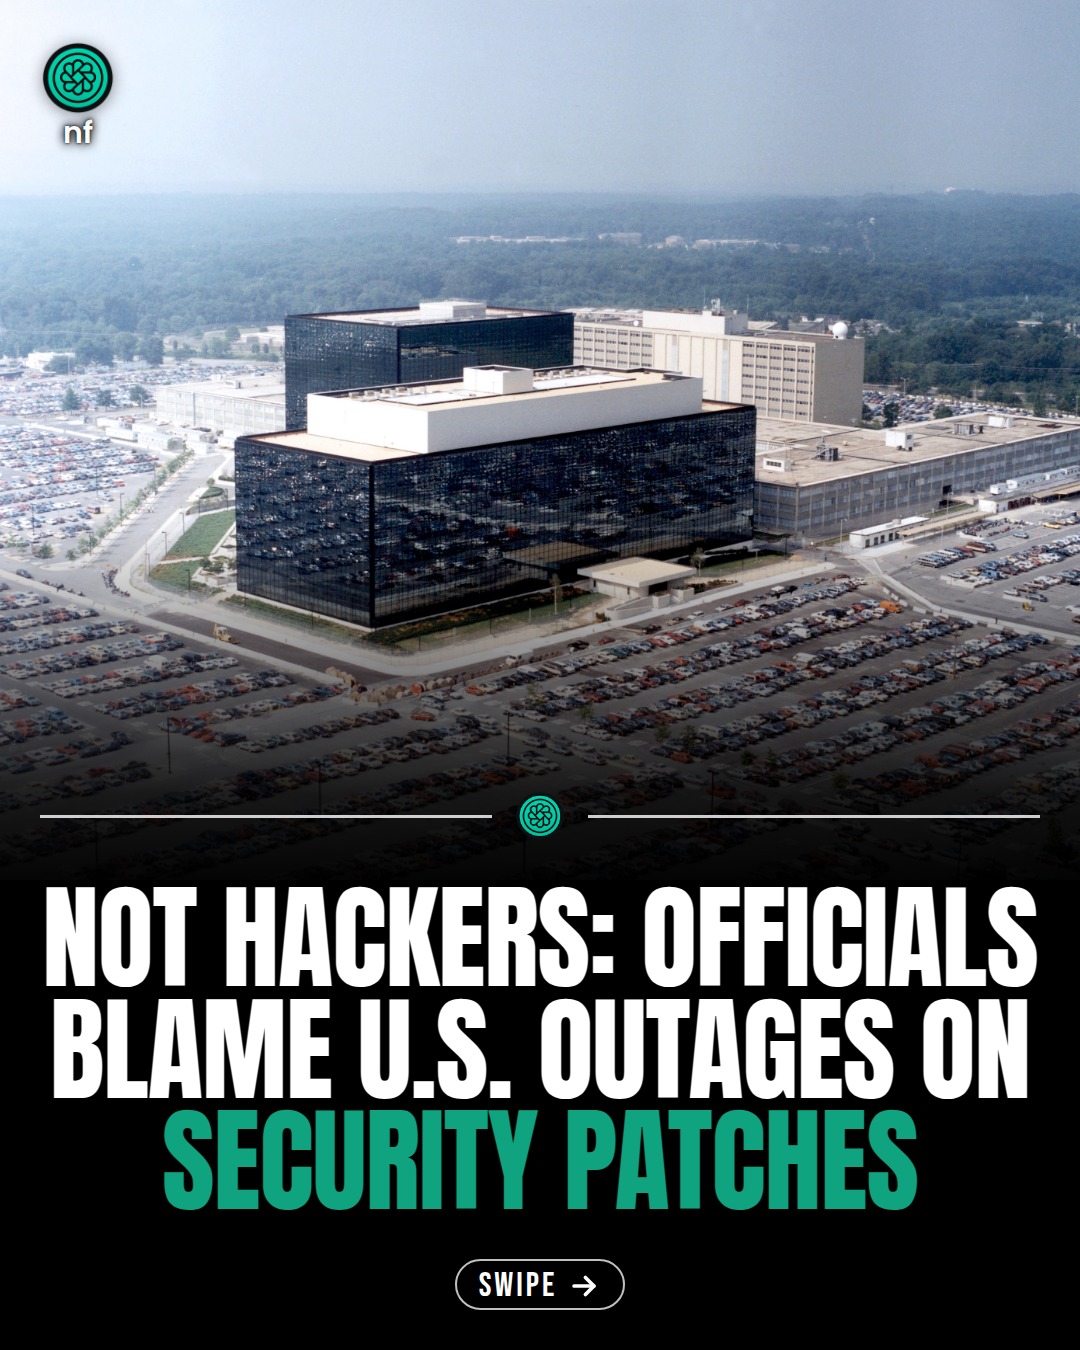 nf
NOT HACKERS: OFFICIALS
BLAME U.S. OUTAGES ON
SECURITY PATCHES
SWIPE →